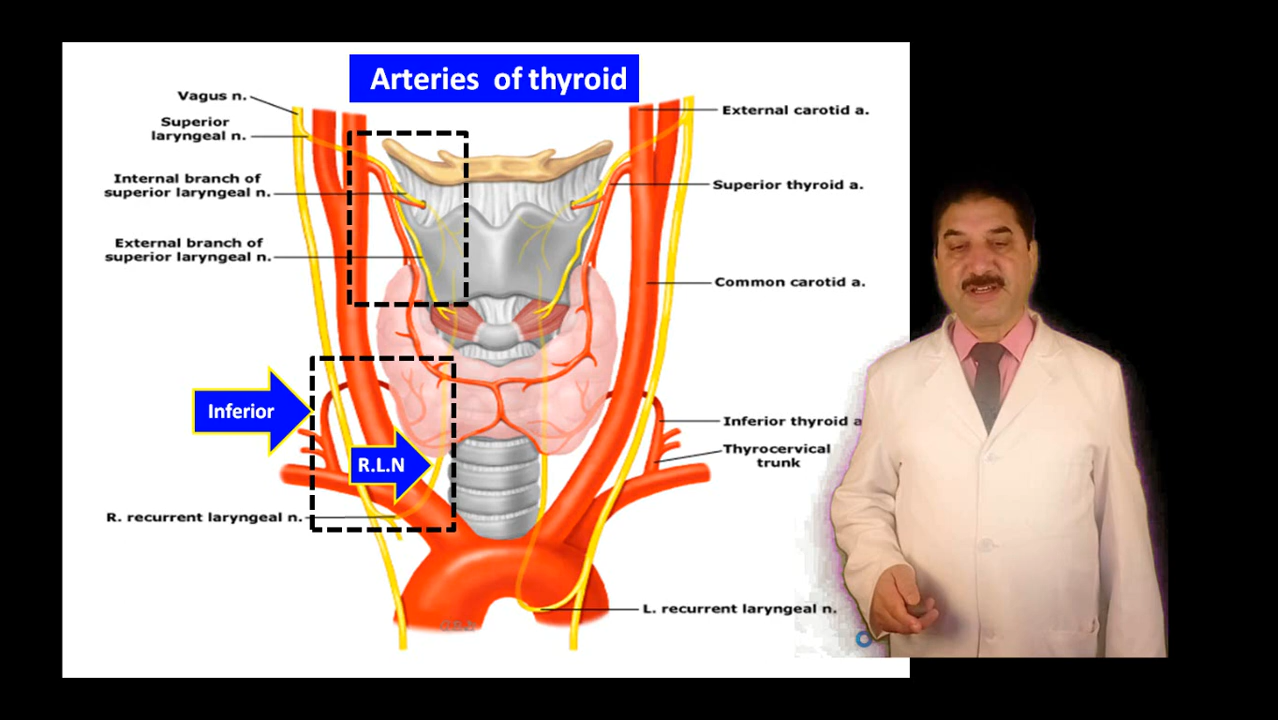 Arteries of thyroid
Vagus n.
Superior
laryngeal n.
Internal branch of
superior laryngeal n.
External branch of
superior laryngeal n.
Inferior
R.L.N
R. recurrent laryngeal n.
External carotid a.
Superior thyroid a.
Common carotid a.
Inferior thyroid a
Thyrocervical
trunk
L. recurrent laryngeal n.